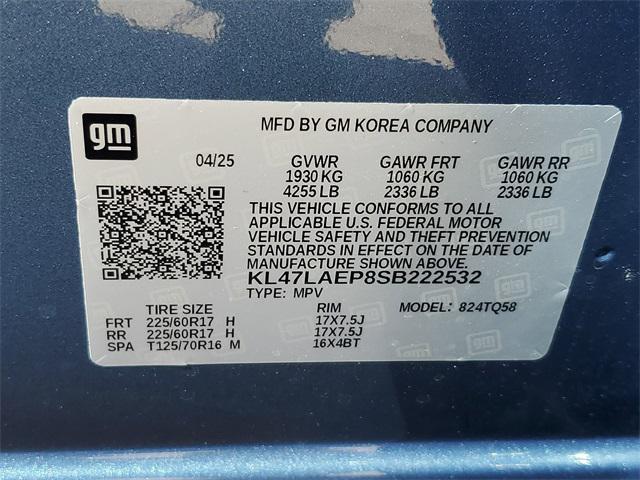 gm
MFD BY GM KOREA COMPANY
04/25 GVWR GAWR FRT GAWR RR
1930 KG 1060 KG 1060 KG
4255 LB 2336 LB 2336 LB
THIS VEHICLE CONFORMS TO ALL
APPLICABLE U.S. FEDERAL MOTOR
VEHICLE SAFETY AND THEFT PREVENTION
STANDARDS IN EFFECT ON THE DATE OF
MANUFACTURE SHOWN ABOVE.
KL47LAEP8SB222532
TYPE: MPV
TIRE SIZE RIM MODEL: 824TQ58
FRT 225/60R17 H 17X7.5J
RR 225/60R17 H 17X7.5J
SPA T125/70R16 M 16X4BT